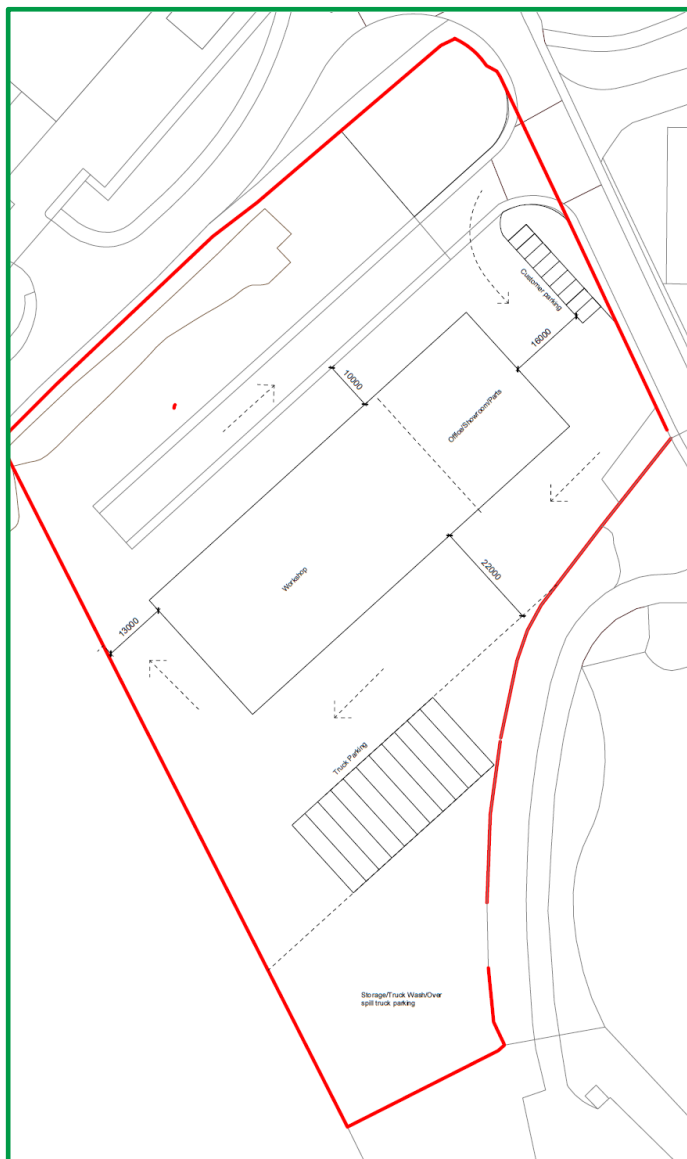 Customer parking
16000
10000
Office/Showroom/Parts
22000
Workshop
13000
Truck Parking
Storage/Truck Wash/Over
spill truck parking